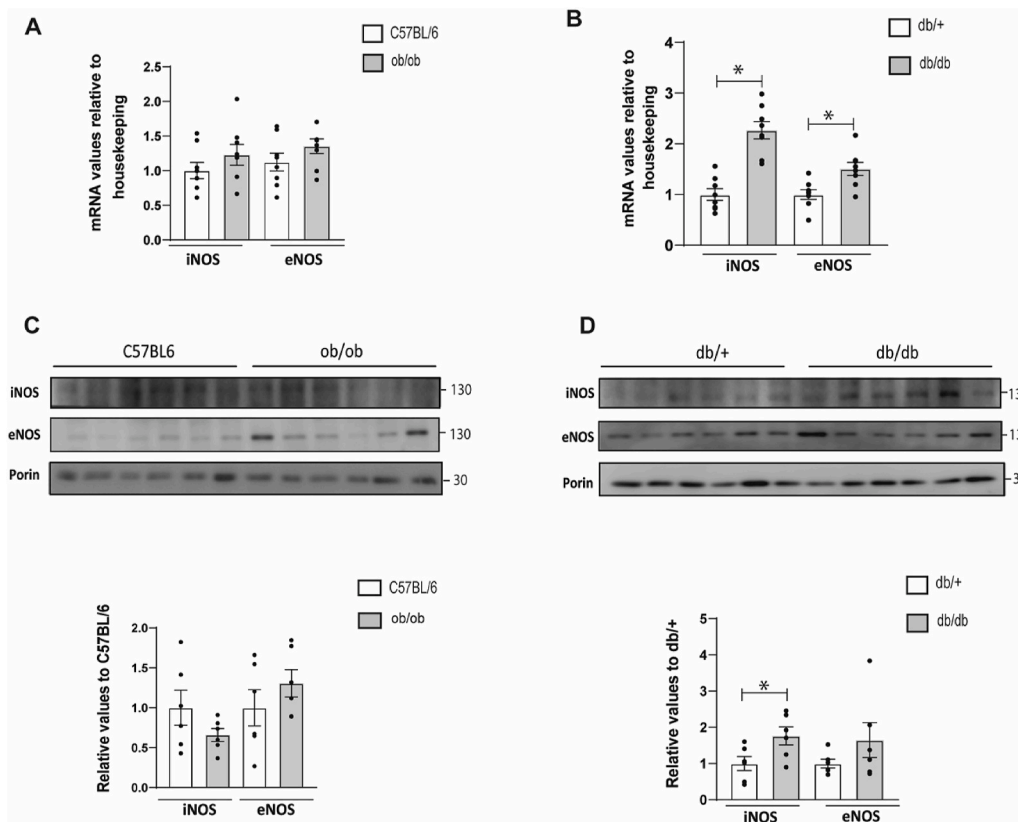 A
C57BL/6
ob/ob
mRNA values relative to
housekeeping
2.5
2.0
1.5
1.0
0.5
0.0
iNOS eNOS
B
db/+
db/db
mRNA values relative to
housekeeping
4
3
2
1
0
* *
iNOS eNOS
C
C57BL6 ob/ob
iNOS 130
eNOS 130
Porin 30
C57BL/6
ob/ob
Relative values to C57BL/6
2.0
1.5
1.0
0.5
0.0
iNOS eNOS
D
db/+ db/db
iNOS 13
eNOS 13
Porin 3
db/+
db/db
Relative values to db/+
5
4
3
2
1
0
*
iNOS eNOS